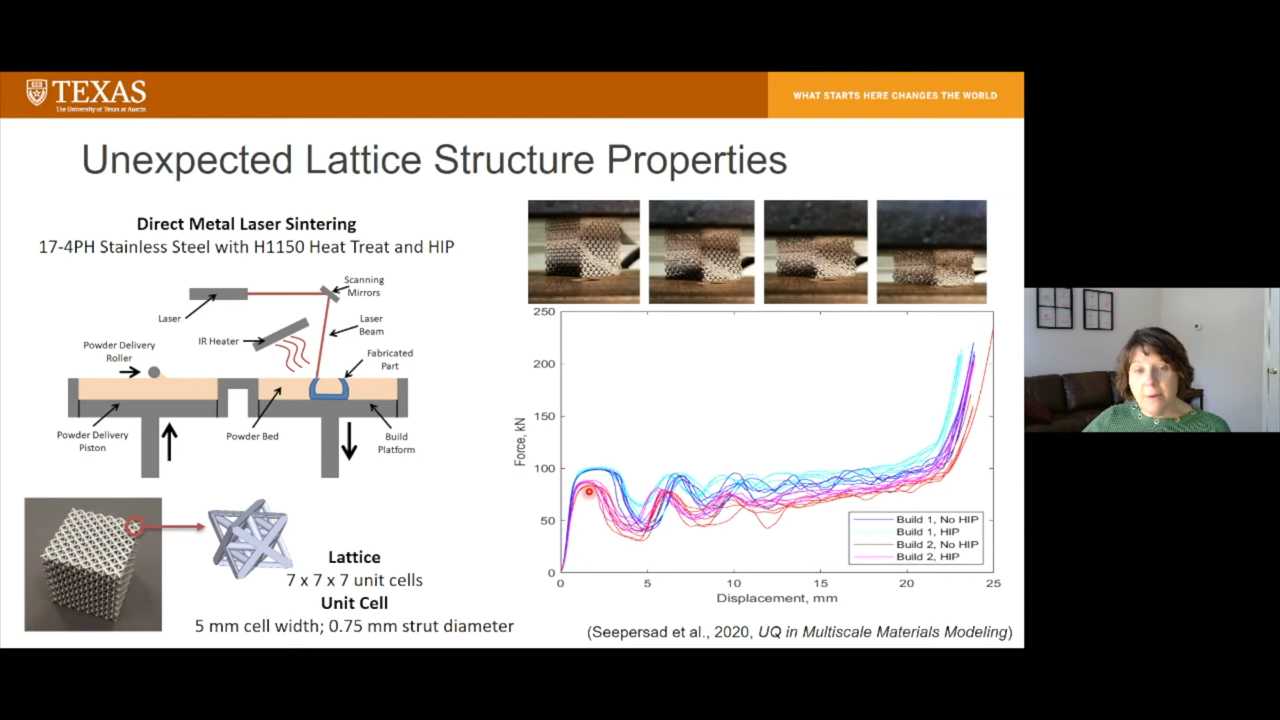 TEXAS
The University of Texas at Austin
WHAT STARTS HERE CHANGES THE WORLD
Unexpected Lattice Structure Properties
Direct Metal Laser Sintering
17-4PH Stainless Steel with H1150 Heat Treat and HIP
Scanning
Mirrors
Laser
Laser
Beam
IR Heater
Powder Delivery
Roller
Fabricated
Part
Powder Delivery
Piston
Powder Bed
Build
Platform
Lattice
7 x 7 x 7 unit cells
Unit Cell
5 mm cell width; 0.75 mm strut diameter
250
200
150
100
50
0
Force, kN
0
5
10
15
20
25
Displacement, mm
Build 1, No HIP
Build 1, HIP
Build 2, No HIP
Build 2, HIP
(Seepersad et al., 2020, UQ in Multiscale Materials Modeling)